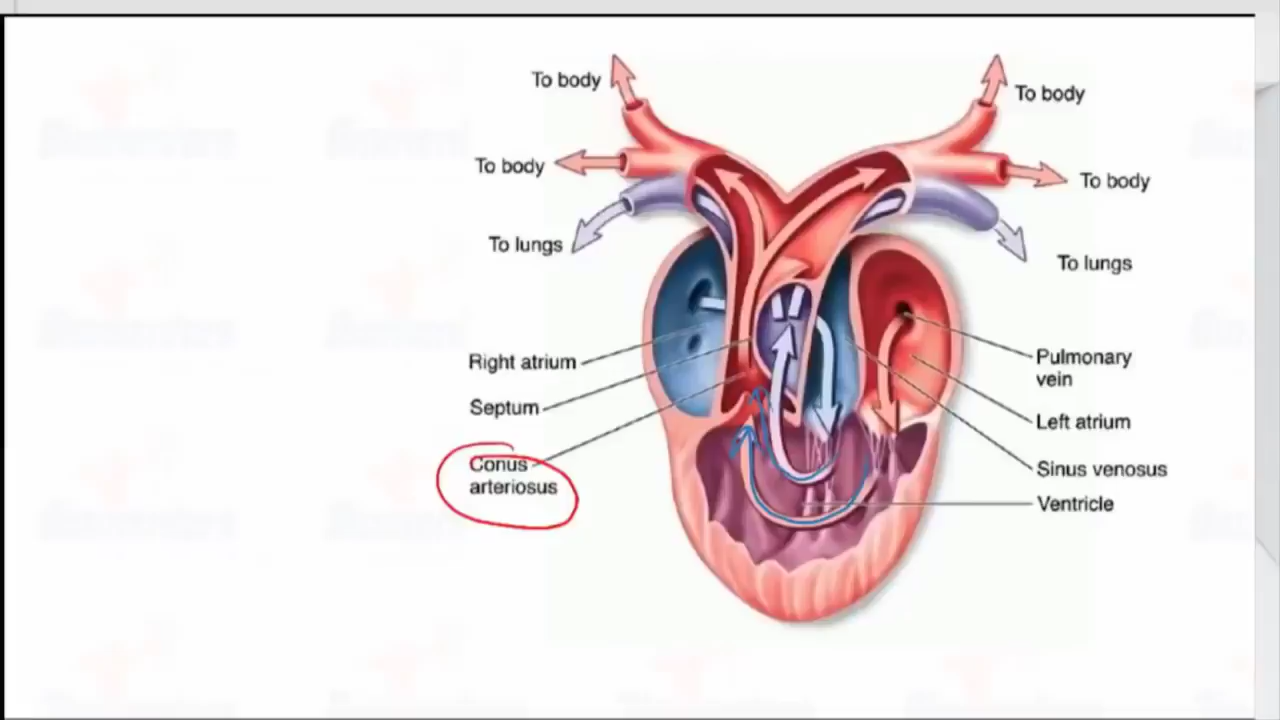 To body
To body
To body
To body
To lungs
To lungs
Right atrium
Septum
Conus
arteriosus
Pulmonary
vein
Left atrium
Sinus venosus
Ventricle